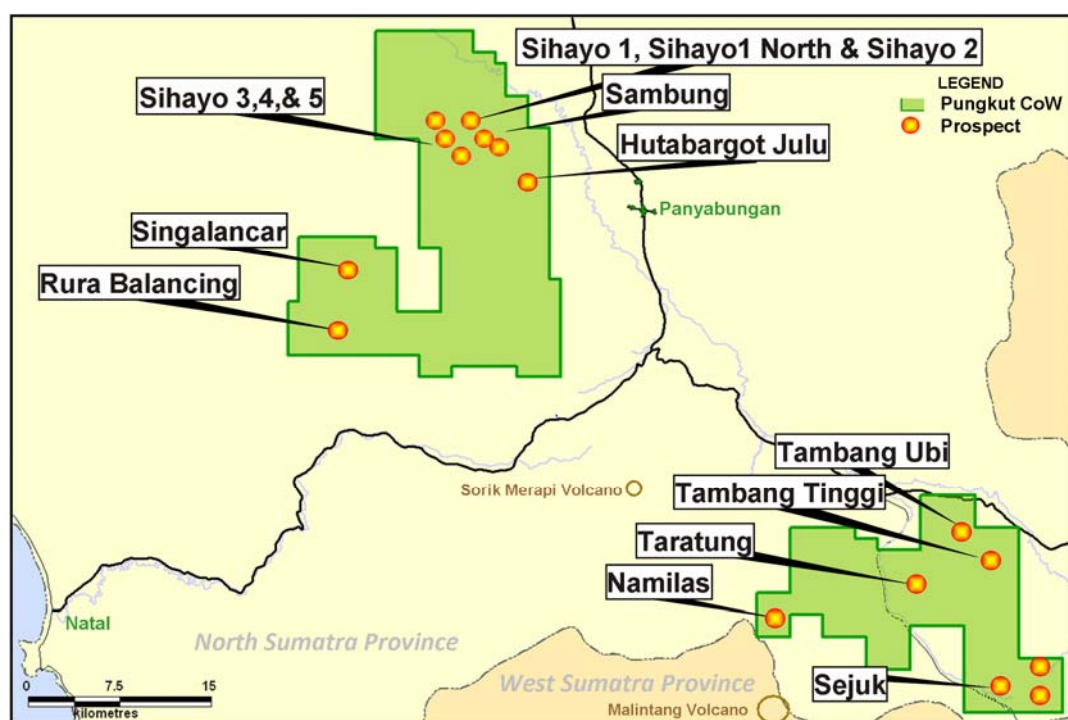 Sihayo 1, Sihayo1 North & Sihayo 2
LEGEND
Pungkut CoW
Prospect
Sihayo 3,4,& 5
Sambung
Hutabargot Julu
Panyabungan
Singalancar
Rura Balancing
Tambang Ubi
Sorik Merapi Volcano
Tambang Tinggi
Taratung
Namilas
Natal
North Sumatra Province
West Sumatra Province
Sejuk
Malintang Volcano
0 7.5 15
kilometres